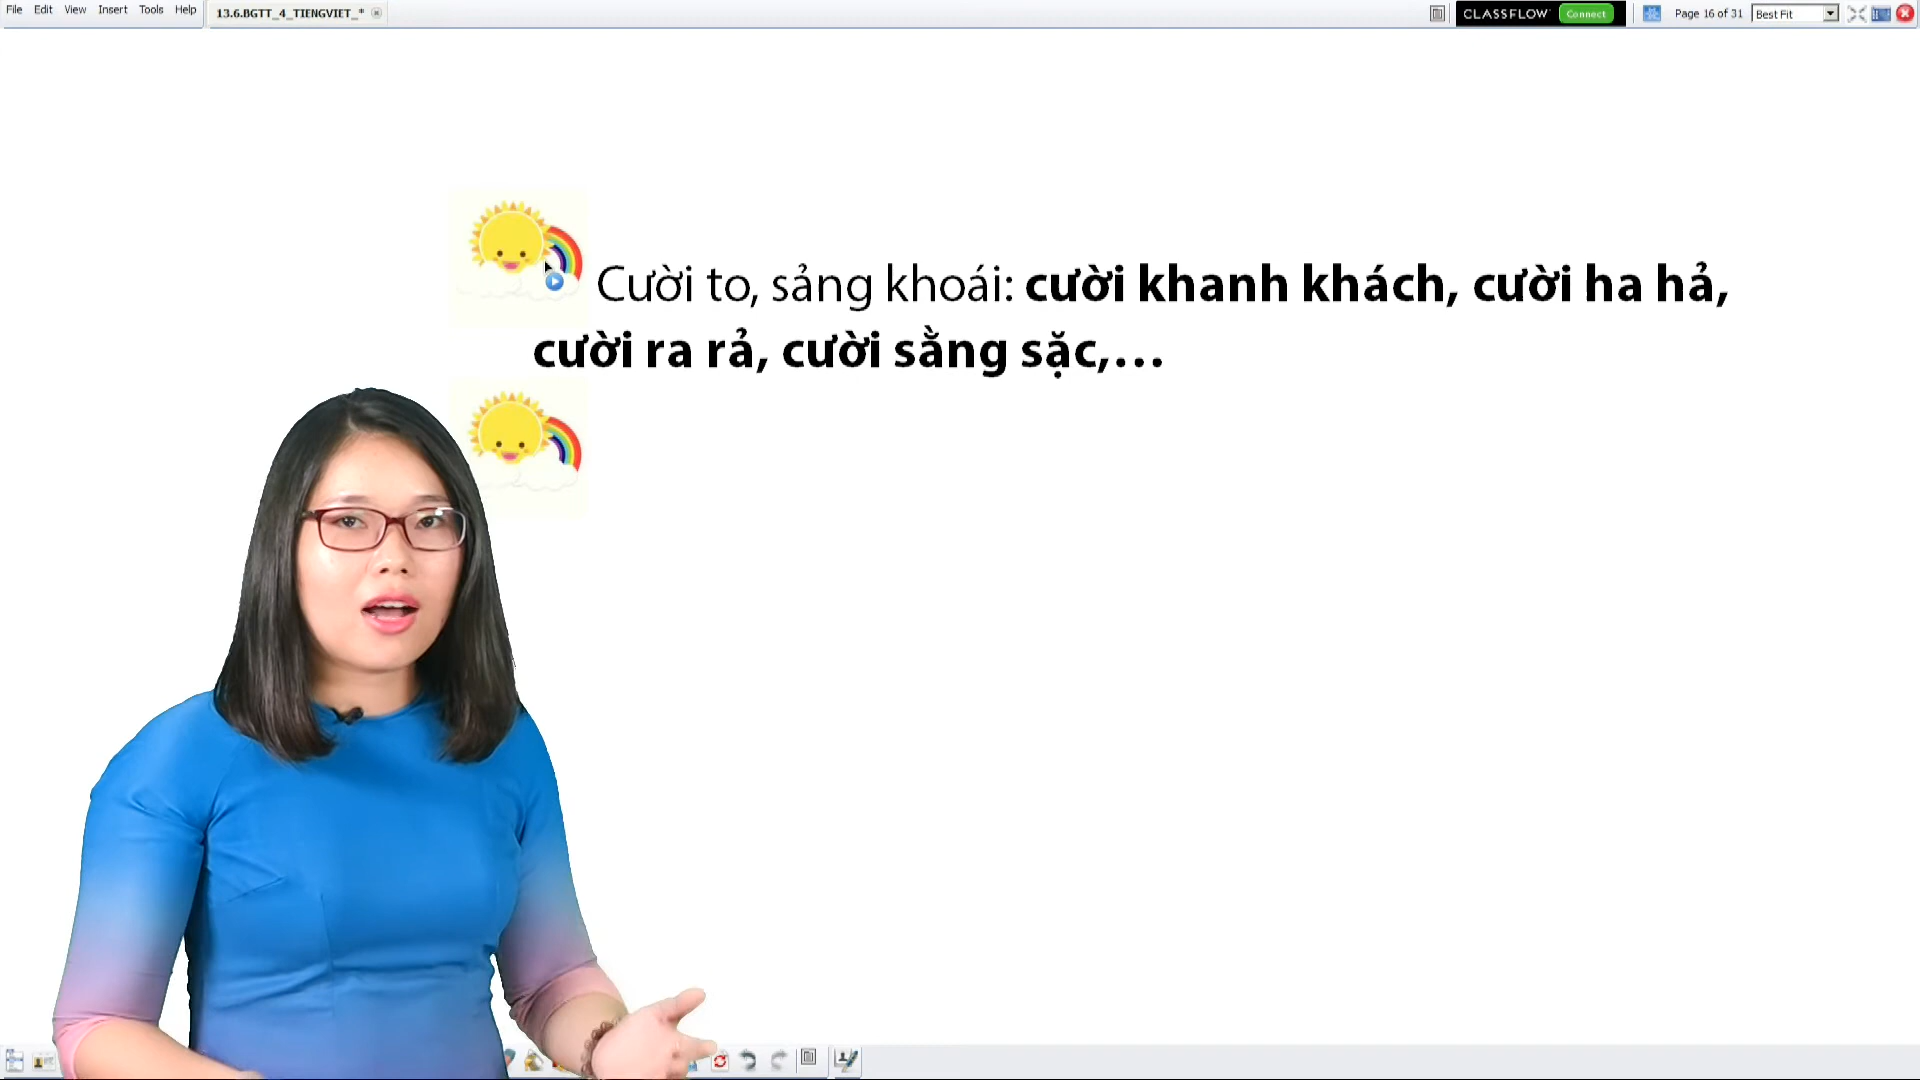 File Edit View Insert Tools Help 13.6.BGTT_4_TIENGVIET_* CLASSFLOW Connect Page 16 of 31 Best Fit
Cười to, sảng khoái: cười khanh khách, cười ha hả,
cười ra rả, cười sằng sặc,...